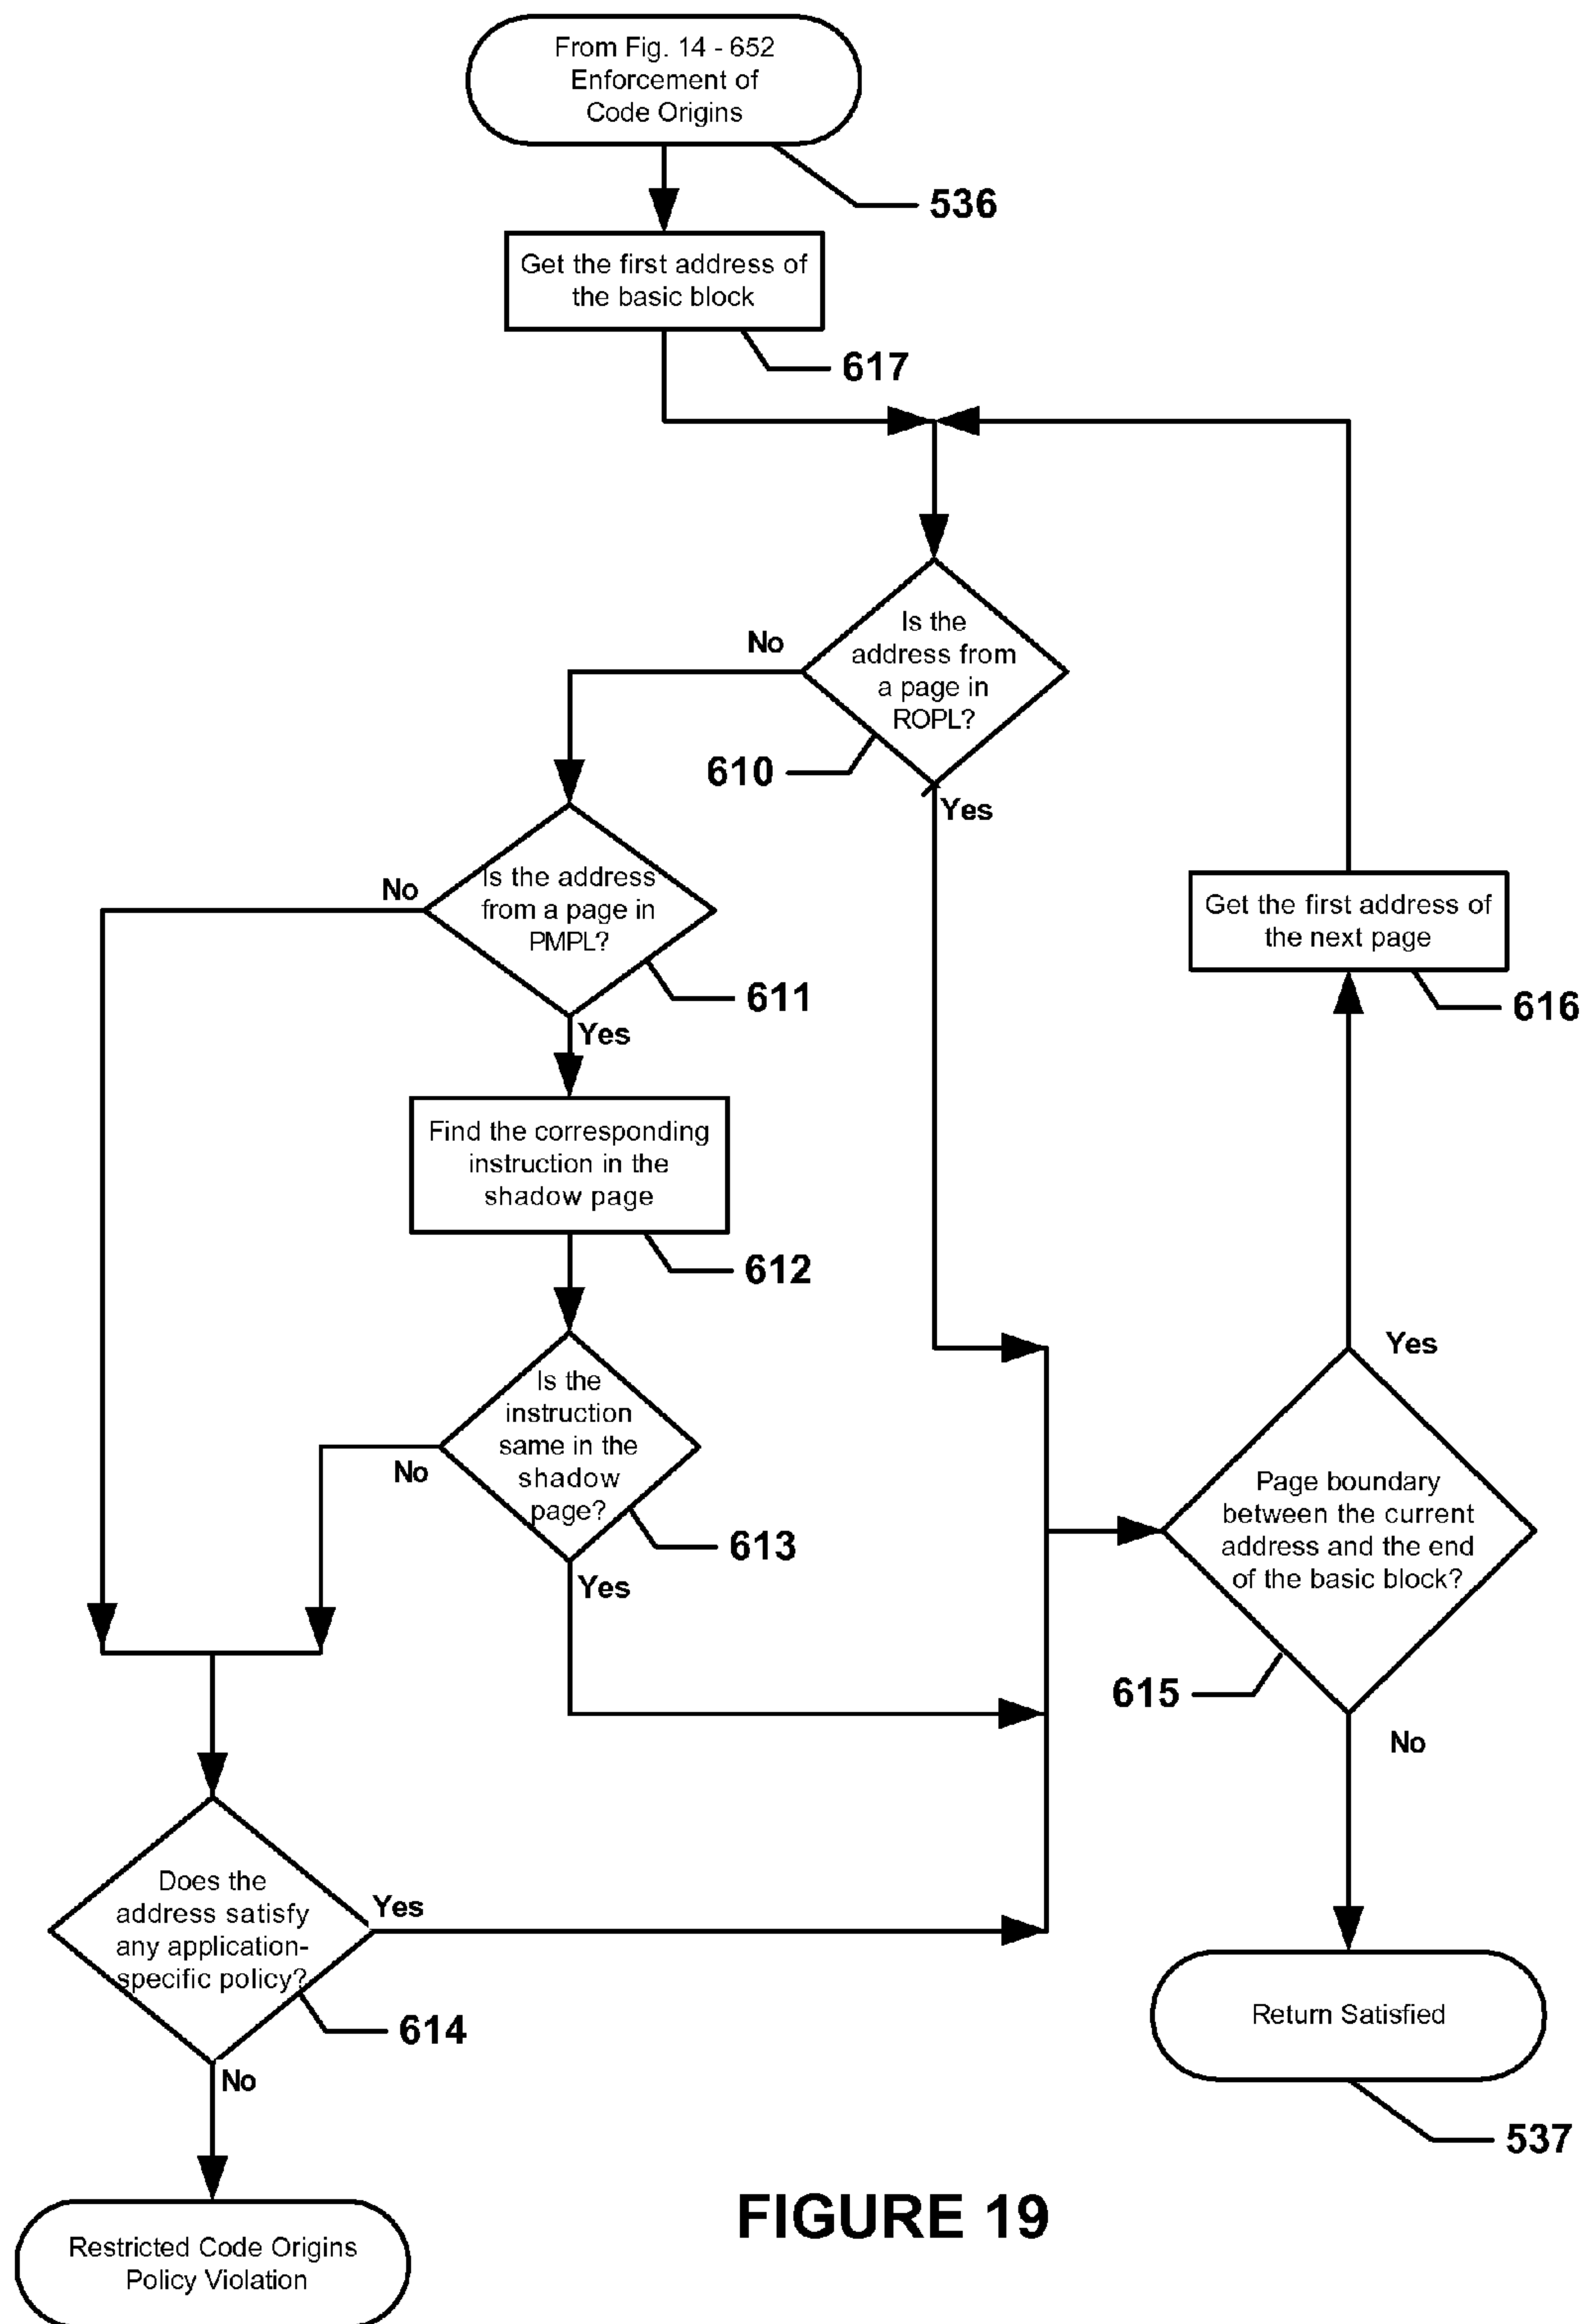 From Fig. 14 - 652
Enforcement of
Code Origins
536
Get the first address of
the basic block
617
Is the
address from
a page in
ROPL?
No
610
Yes
Is the address
from a page in
PMPL?
No
611
Yes
Get the first address of
the next page
616
Find the corresponding
instruction in the
shadow page
612
Is the
instruction
same in the
shadow
page?
No
613
Yes
Yes
Page boundary
between the current
address and the end
of the basic block?
615
No
Does the
address satisfy
any application-
specific policy?
Yes
614
No
Return Satisfied
537
Restricted Code Origins
Policy Violation
FIGURE 19